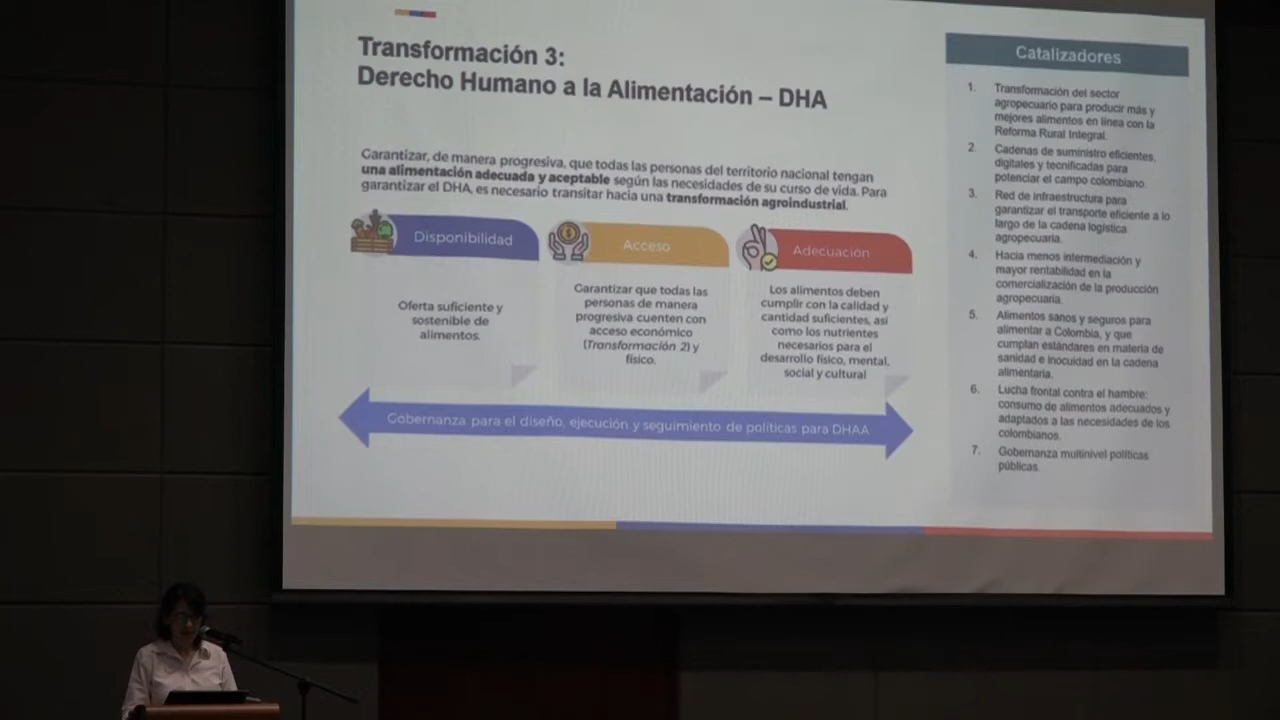 Transformación 3:
Derecho Humano a la Alimentación – DHA
Garantizar, de manera progresiva, que todas las personas del territorio nacional tengan
una alimentación adecuada y aceptable según las necesidades de su curso de vida. Para
garantizar el DHA, es necesario transitar hacia una transformación agroindustrial.
Disponibilidad
Oferta suficiente y
sostenible de
alimentos.
Acceso
Garantizar que todas las
personas de manera
progresiva cuenten con
acceso económico
(Transformación 2) y
físico.
Adecuación
Los alimentos deben
cumplir con la calidad y
cantidad suficientes, así
como los nutrientes
necesarios para el
desarrollo físico, mental,
social y cultural
Gobernanza para el diseño, ejecución y seguimiento de políticas para DHAA
Catalizadores
1. Transformación del sector
agropecuario para producir más y
mejores alimentos en línea con la
Reforma Rural Integral.
2. Cadenas de suministro eficientes,
digitales y tecnificadas para
potenciar el campo colombiano.
3. Red de infraestructura para
garantizar el transporte eficiente a lo
largo de la cadena logística
agropecuaria.
4. Hacia menos intermediación y
mayor rentabilidad en la
comercialización de la producción
agropecuaria.
5. Alimentos sanos y seguros para
alimentar a Colombia, y que
cumplan estándares en materia de
sanidad e inocuidad en la cadena
alimentaria.
6. Lucha frontal contra el hambre:
consumo de alimentos adecuados y
adaptados a las necesidades de los
colombianos.
7. Gobernanza multinivel políticas
públicas.